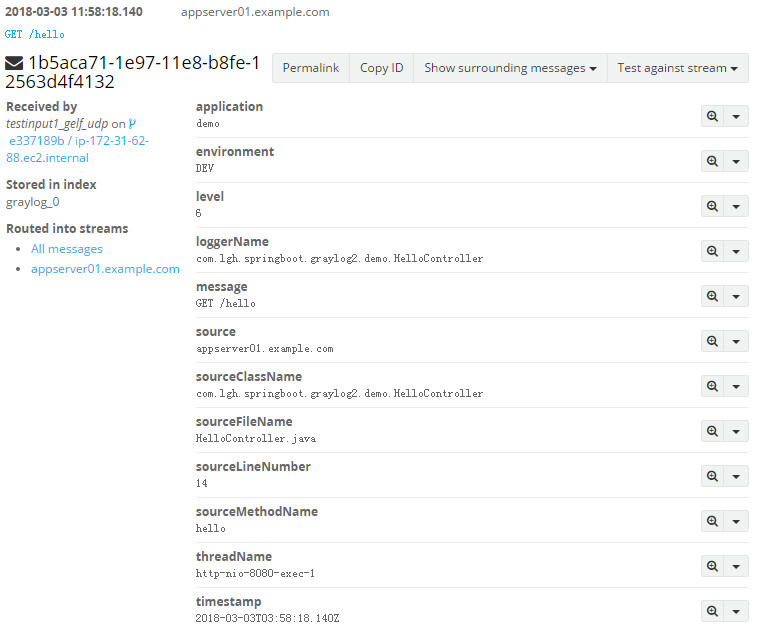 2018-03-03 11:58:18.140 appserver01.example.com
GET /hello
1b5aca71-1e97-11e8-b8fe-1
2563d4f4132
Permalink Copy ID Show surrounding messages Test against stream
Received by
testinput1_gelf_udp on
e337189b / ip-172-31-62-
88.ec2.internal
Stored in index
graylog_0
Routed into streams
All messages
appserver01.example.com
application
demo
environment
DEV
level
6
loggerName
com.lgh.springboot.graylog2.demo.HelloController
message
GET /hello
source
appserver01.example.com
sourceClassName
com.lgh.springboot.graylog2.demo.HelloController
sourceFileName
HelloController.java
sourceLineNumber
14
sourceMethodName
hello
threadName
http-nio-8080-exec-1
timestamp
2018-03-03T03:58:18.140Z